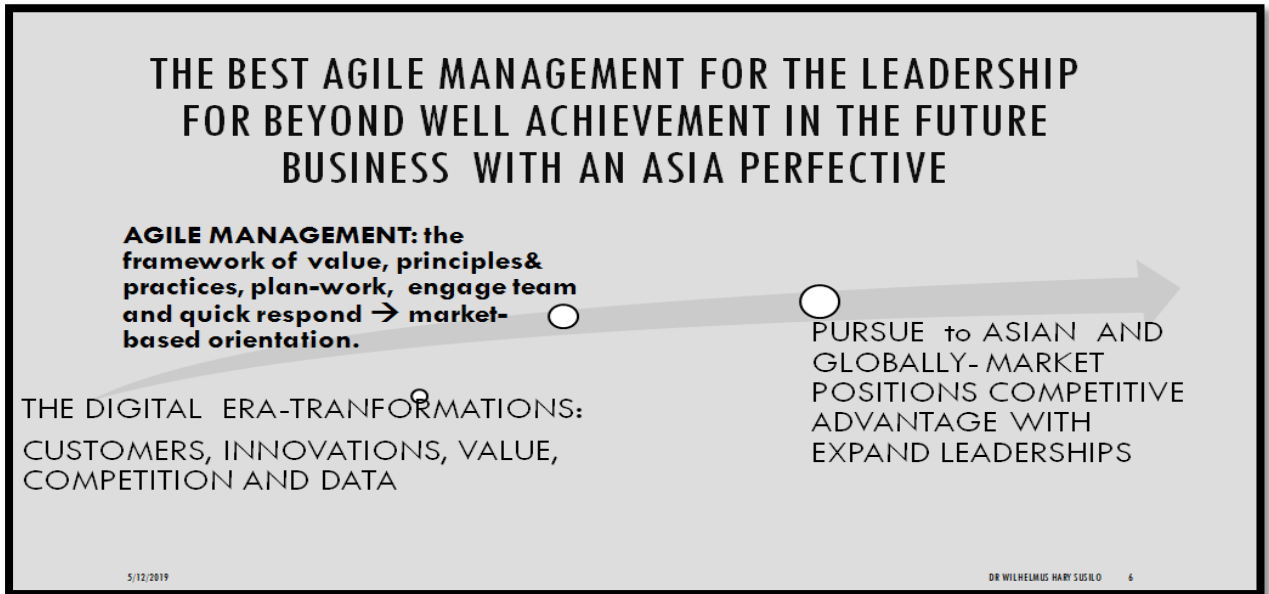 THE BEST AGILE MANAGEMENT FOR THE LEADERSHIP
FOR BEYOND WELL ACHIEVEMENT IN THE FUTURE
BUSINESS WITH AN ASIA PERFECTIVE
AGILE MANAGEMENT: the
framework of value, principles&
practices, plan-work, engage team
and quick respond → market-
based orientation.
THE DIGITAL ERA-TRANFORMATIONS:
CUSTOMERS, INNOVATIONS, VALUE,
COMPETITION AND DATA
PURSUE to ASIAN AND
GLOBALLY- MARKET
POSITIONS COMPETITIVE
ADVANTAGE WITH
EXPAND LEADERSHIPS
5/12/2019
DR WILHELMUS HARY SUSILO 6